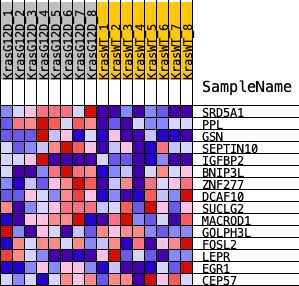 KrasG12D_1
KrasG12D_2
KrasG12D_3
KrasG12D_4
KrasG12D_5
KrasG12D_6
KrasG12D_7
KrasG12D_8
KrasWT_1
KrasWT_2
KrasWT_3
KrasWT_4
KrasWT_5
KrasWT_6
KrasWT_7
KrasWT_8
SampleName
SRD5A1
PPL
GSN
SEPTIN10
IGFBP2
BNIP3L
ZNF277
DCAF10
SUCLG2
MACROD1
GOLPH3L
FOSL2
LEPR
EGR1
CEP57